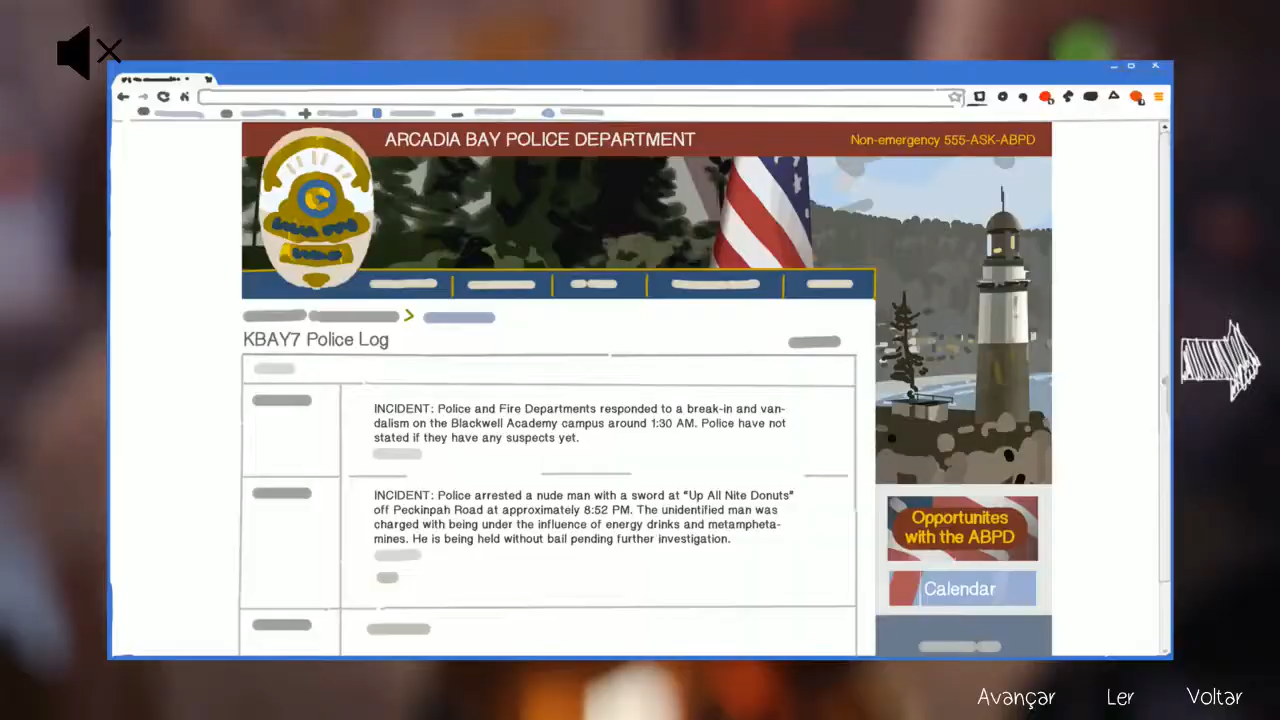 ARCADIA BAY POLICE DEPARTMENT
Non-emergency 555-ASK-ABPD
KBAY7 Police Log
INCIDENT: Police and Fire Departments responded to a break-in and van-
dalism on the Blackwell Academy campus around 1:30 AM. Police have not
stated if they have any suspects yet.
INCIDENT: Police arrested a nude man with a sword at “Up All Nite Donuts”
off Peckinpah Road at approximately 8:52 PM. The unidentified man was
charged with being under the influence of energy drinks and metampheta-
mines. He is being held without bail pending further investigation.
Opportunites
with the ABPD
Calendar
Avançar
Ler
Voltar